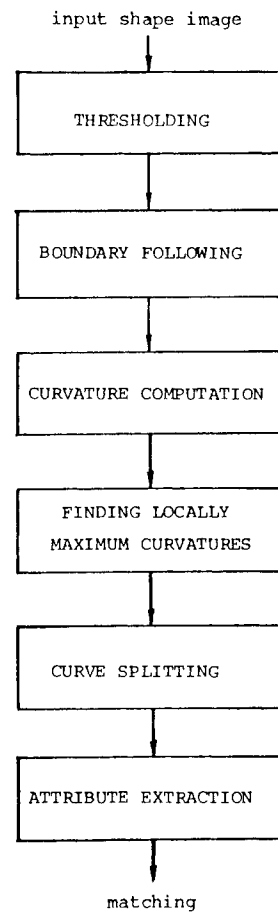 input shape image
THRESHOLDING
BOUNDARY FOLLOWING
CURVATURE COMPUTATION
FINDING LOCALLY
MAXIMUM CURVATURES
CURVE SPLITTING
ATTRIBUTE EXTRACTION
matching